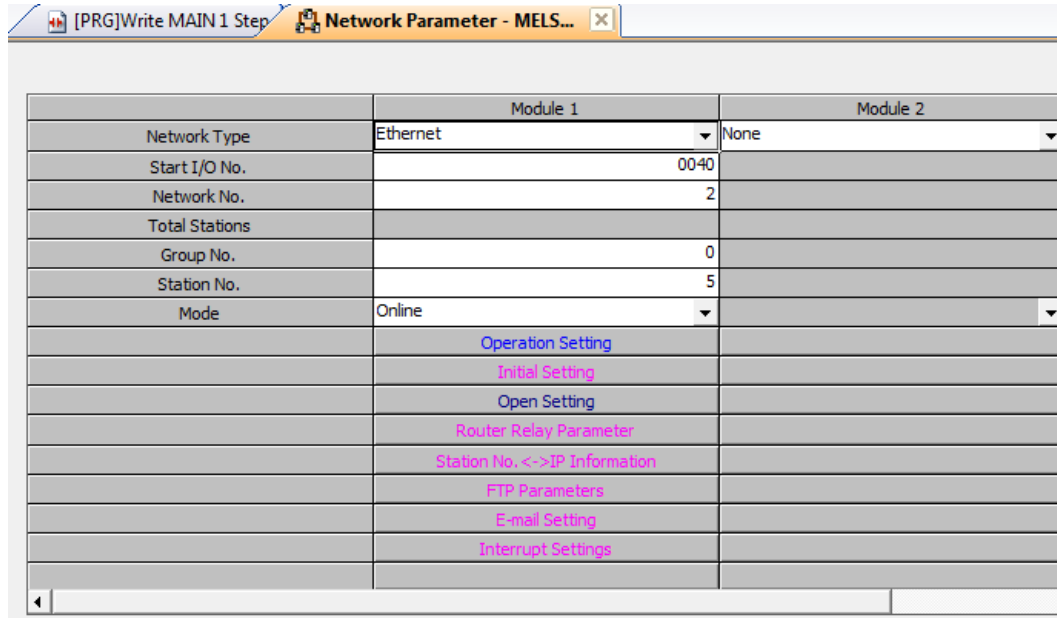 [PRG]Write MAIN 1 Step
Network Parameter - MELS...
Module 1 Module 2
Network Type Ethernet None
Start I/O No. 0040
Network No. 2
Total Stations
Group No. 0
Station No. 5
Mode Online
Operation Setting
Initial Setting
Open Setting
Router Relay Parameter
Station No.<->IP Information
FTP Parameters
E-mail Setting
Interrupt Settings